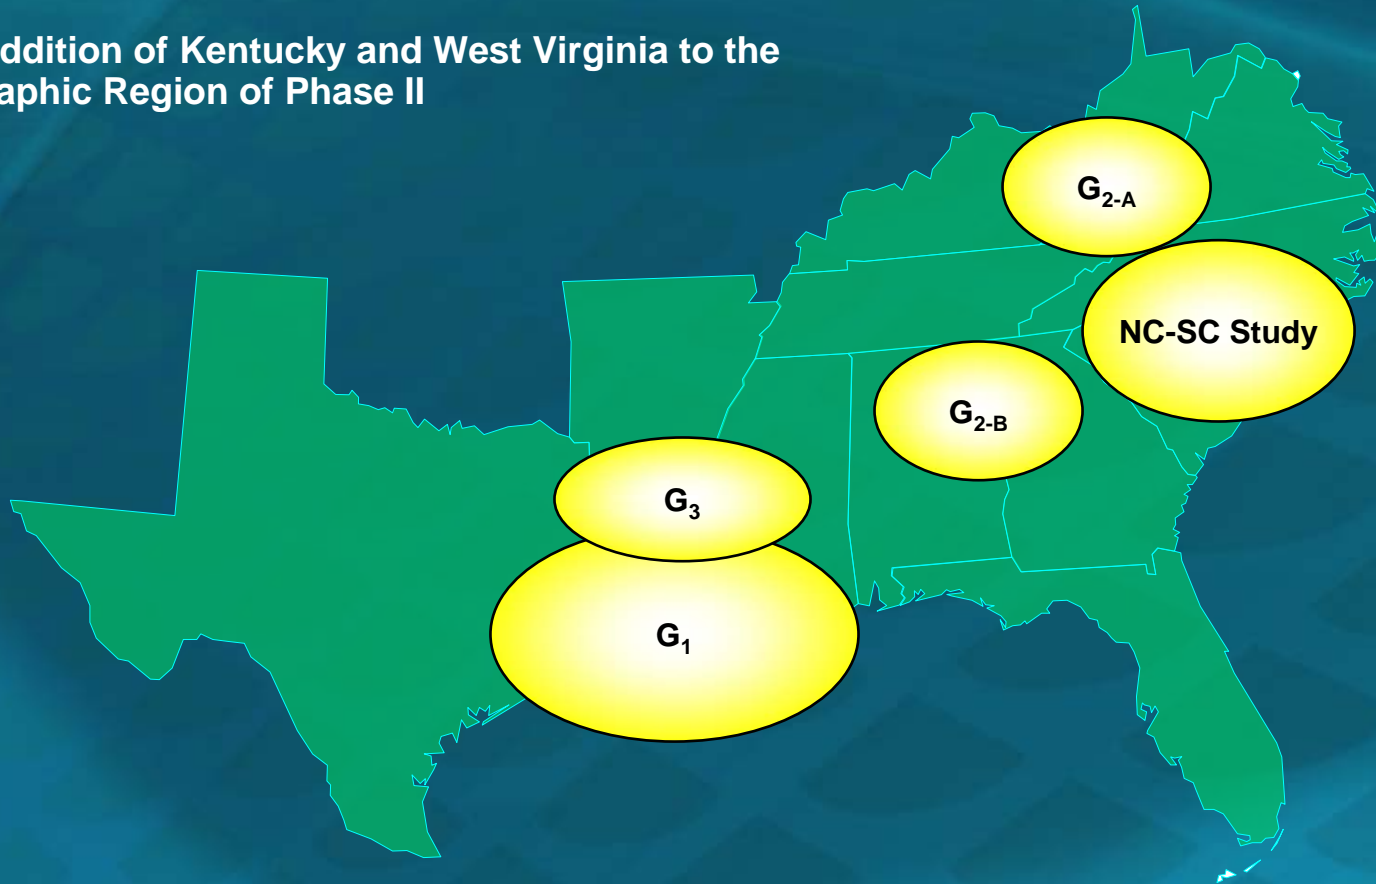 ddition of Kentucky and West Virginia to the
raphic Region of Phase II
G2-A
NC-SC Study
G2-B
G3
G1